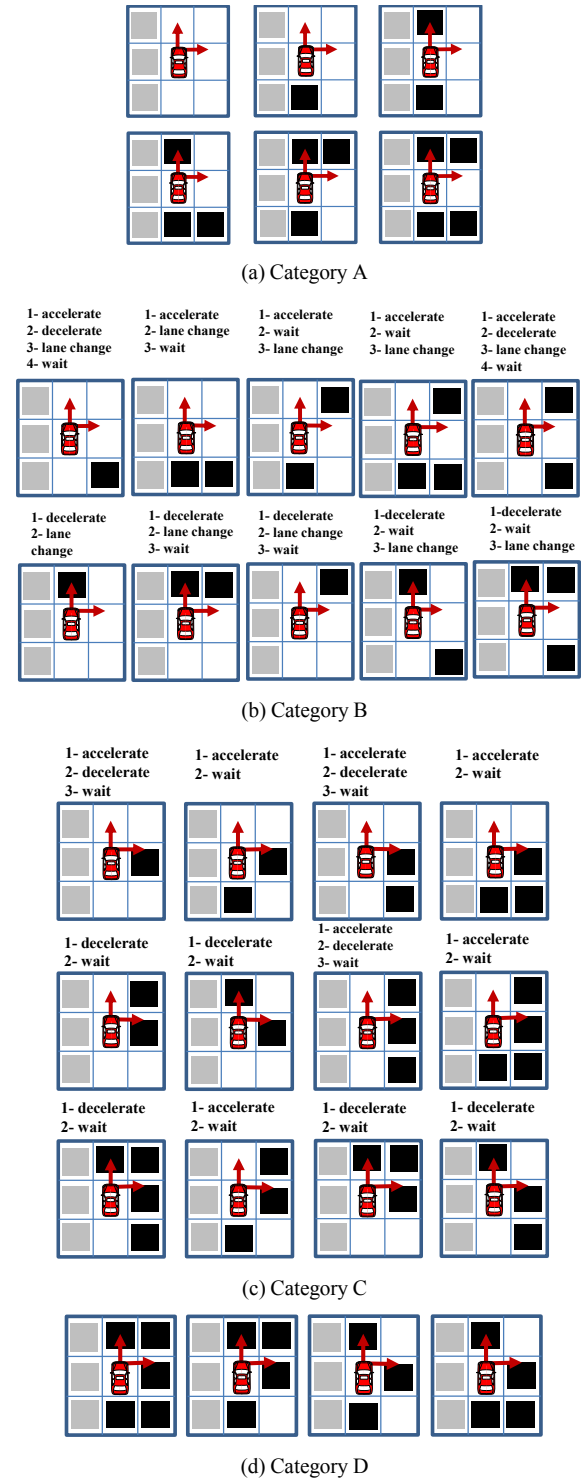 (a) Category A
1- accelerate
2- decelerate
3- lane change
4- wait
1- accelerate
2- lane change
3- wait
1- accelerate
2- wait
3- lane change
1- accelerate
2- wait
3- lane change
1- accelerate
2- decelerate
3- lane change
4- wait
1- decelerate
2- lane
change
1- decelerate
2- lane change
3- wait
1- decelerate
2- lane change
3- wait
1-decelerate
2- wait
3- lane change
1-decelerate
2- wait
3- lane change
(b) Category B
1- accelerate
2- decelerate
3- wait
1- accelerate
2- wait
1- accelerate
2- decelerate
3- wait
1- accelerate
2- wait
1- decelerate
2- wait
1- decelerate
2- wait
1- accelerate
2- decelerate
3- wait
1- accelerate
2- wait
1- decelerate
2- wait
1- accelerate
2- wait
1- decelerate
2- wait
1- decelerate
2- wait
(c) Category C
(d) Category D